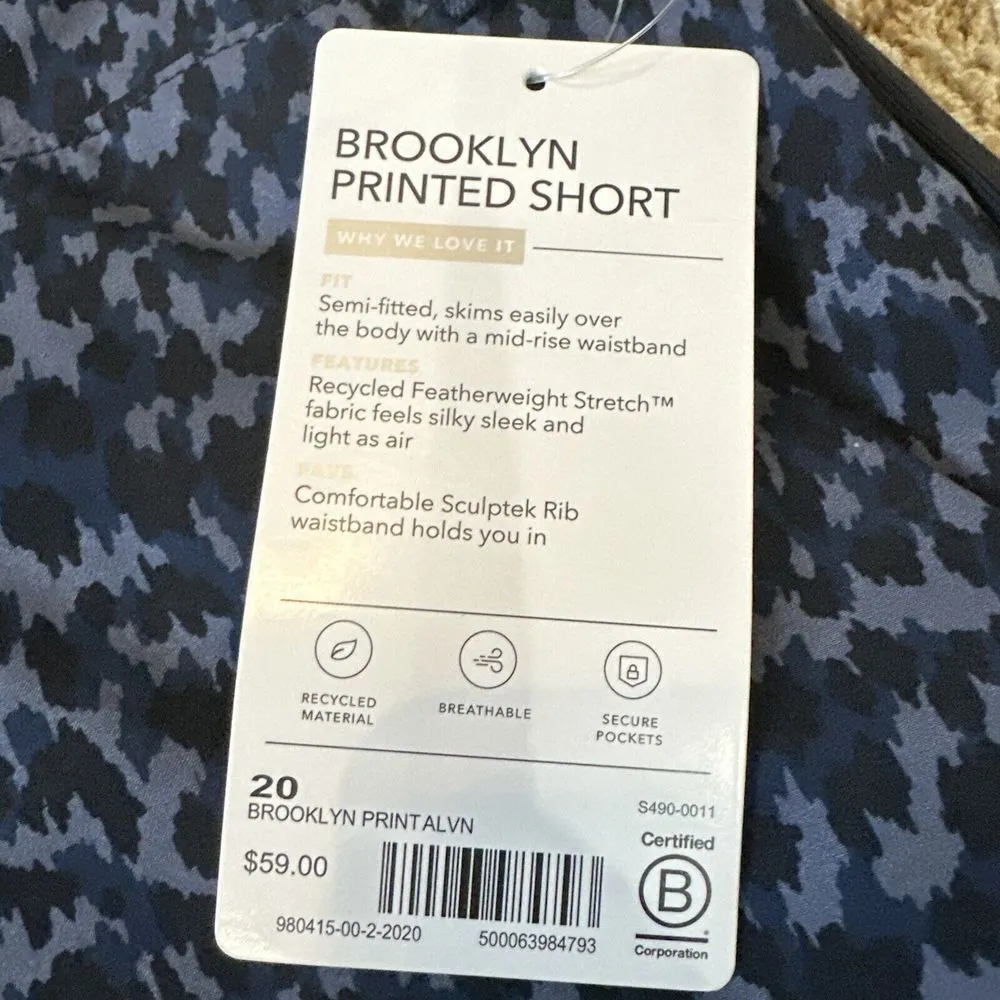 BROOKLYN
PRINTED SHORT
WHY WE LOVE IT
FIT
Semi-fitted, skims easily over
the body with a mid-rise waistband
FEATURES
Recycled Featherweight Stretch™
fabric feels silky sleek and
light as air
FAVE
Comfortable Sculptek Rib
waistband holds you in
RECYCLED
MATERIAL
BREATHABLE
SECURE
POCKETS
20
BROOKLYN PRINTALVN
S490-0011
$59.00
Certified
B
Corporation
980415-00-2-2020
500063984793